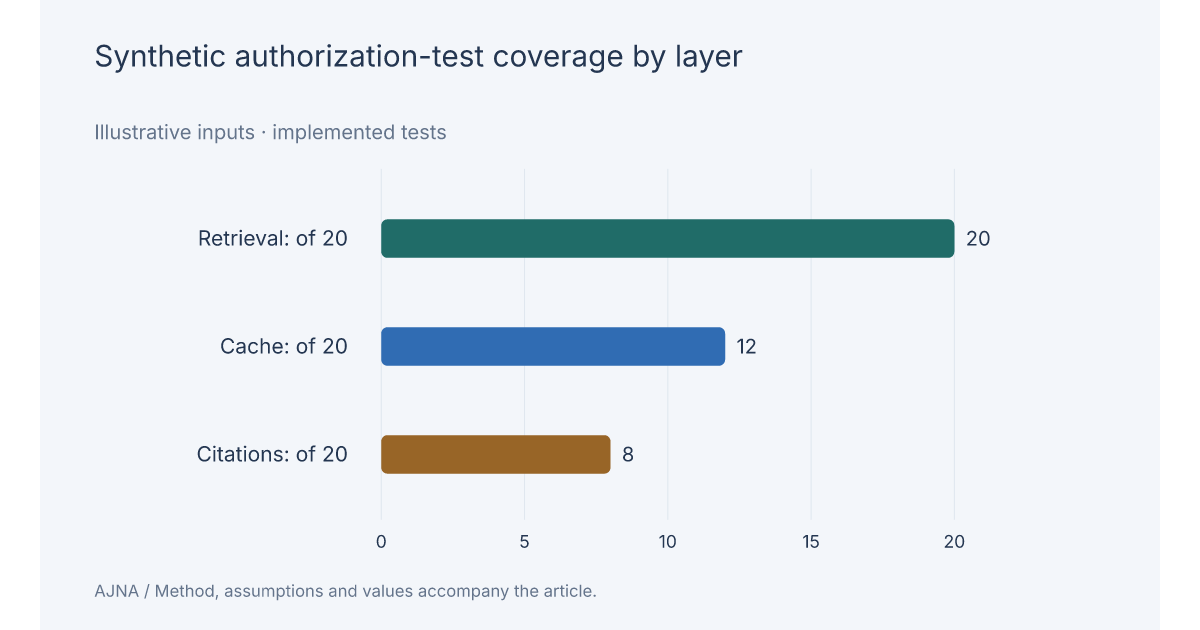 Synthetic authorization-test coverage by layer
Illustrative inputs · implemented tests
Retrieval: of 20
20
Cache: of 20
12
Citations: of 20
8
0 5 10 15 20
AJNA / Method, assumptions and values accompany the article.